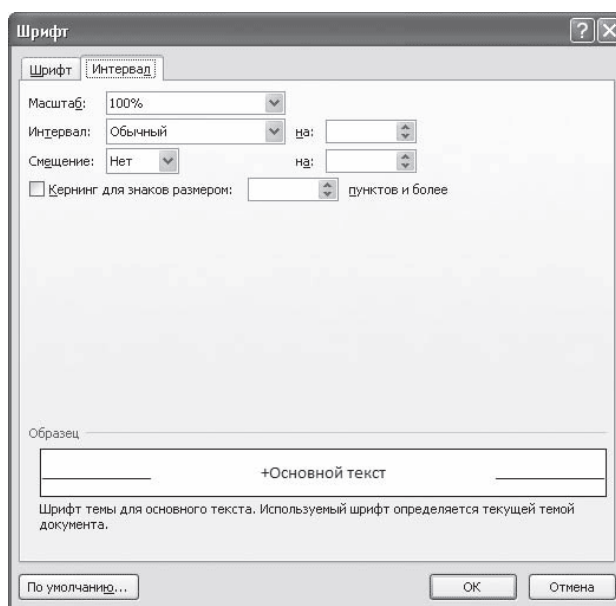 Шрифт
Шрифт Интервал
Масштаб: 100%
Интервал: Обычный на:
Смещение: Нет на:
Кернинг для знаков размером: пунктов и более
Образец
+Основной текст
Шрифт темы для основного текста. Используемый шрифт определяется текущей темой
документа.
По умолчанию... ОК Отмена